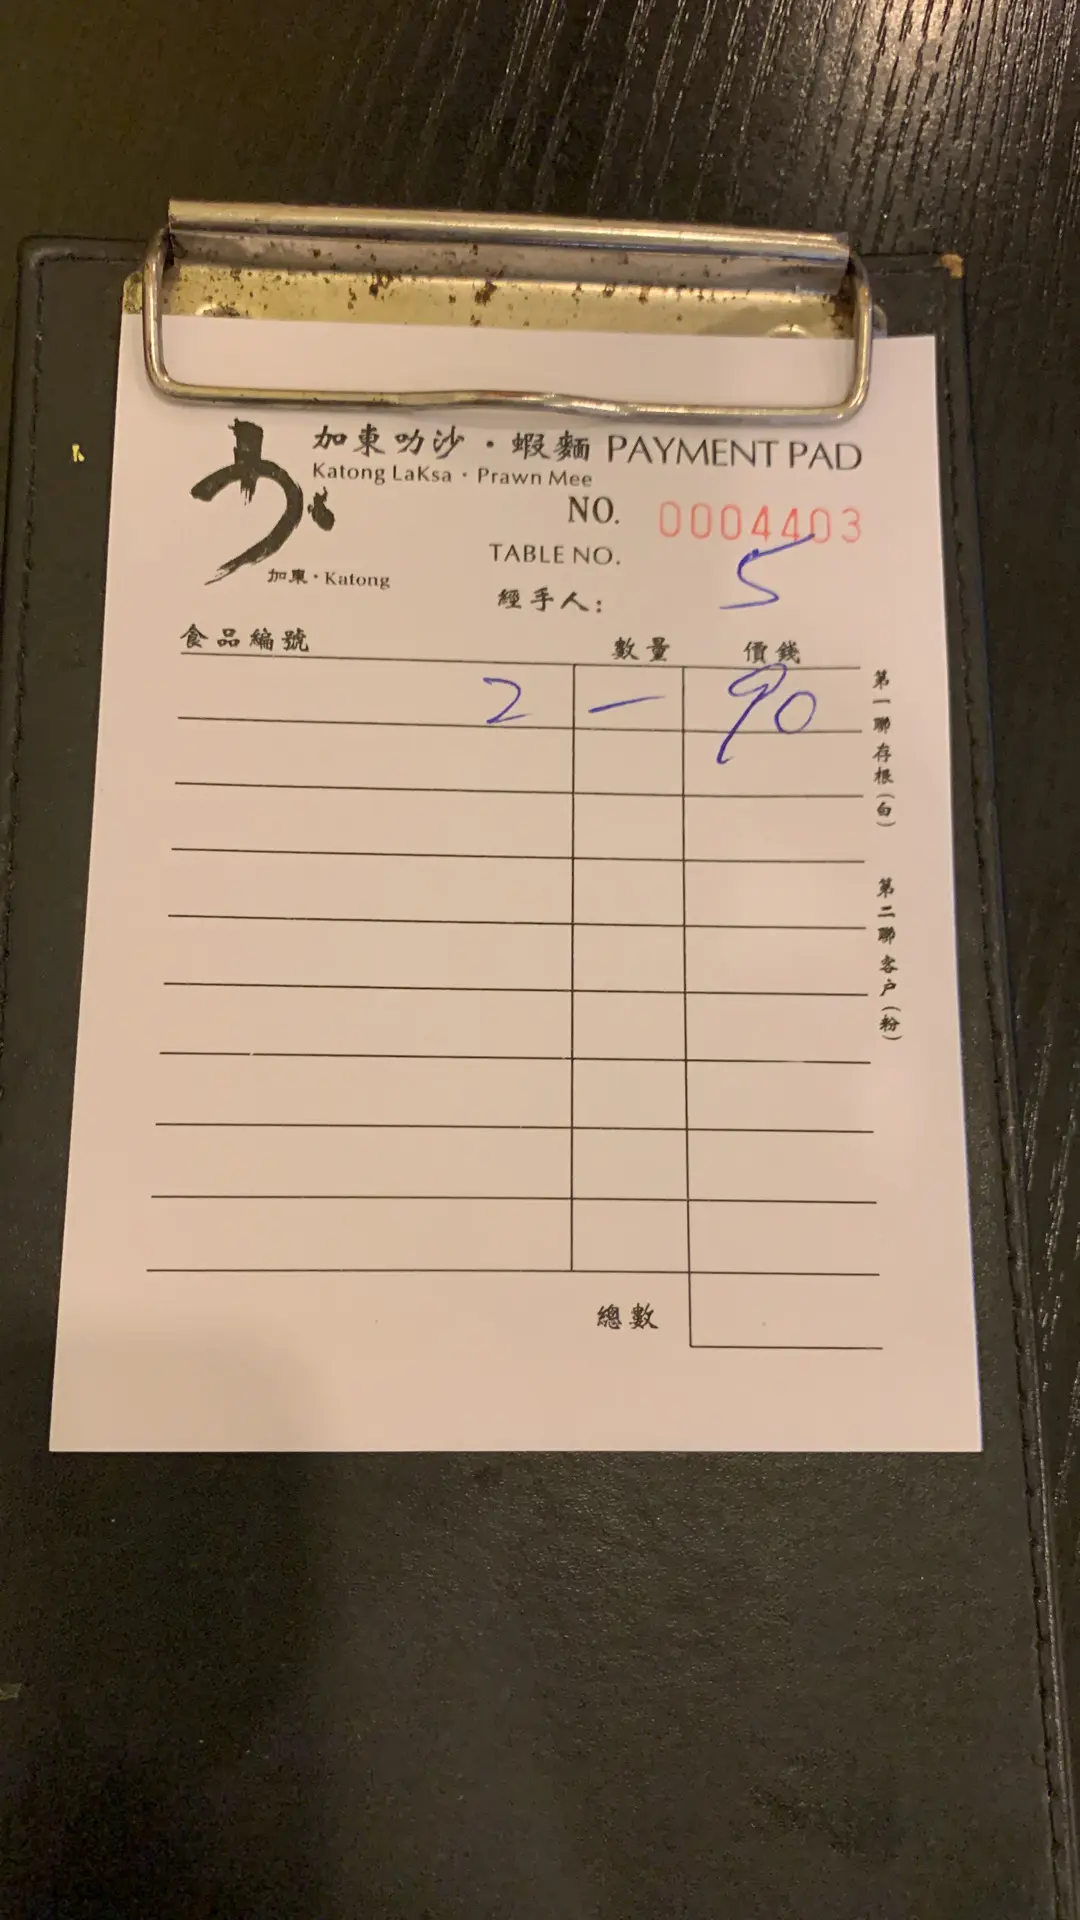 加東叻沙·蝦麵 PAYMENT PAD
Katong LaKsa · Prawn Mee
NO. 0004403
加東·Katong
TABLE NO. 5
經手人:
食品編號 數量 價錢
2 — 90
總數
第一聯存根(白)
第二聯客户(粉)